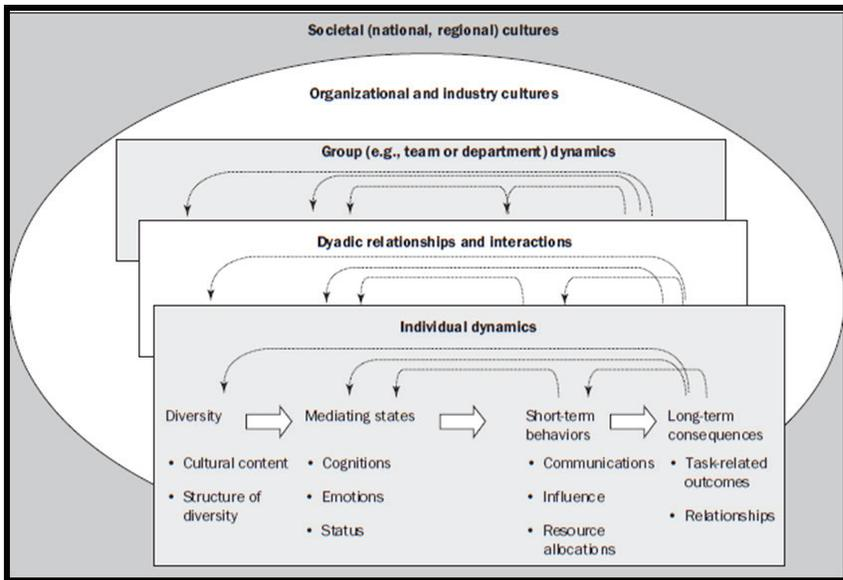 Societal (national, regional) cultures
Organizational and industry cultures
Group (e.g., team or department) dynamics
Dyadic relationships and interactions
Individual dynamics
Diversity
• Cultural content
• Structure of
diversity
Mediating states
• Cognitions
• Emotions
• Status
Short-term
behaviors
• Communications
• Influence
• Resource
allocations
Long-term
consequences
• Task-related
outcomes
• Relationships